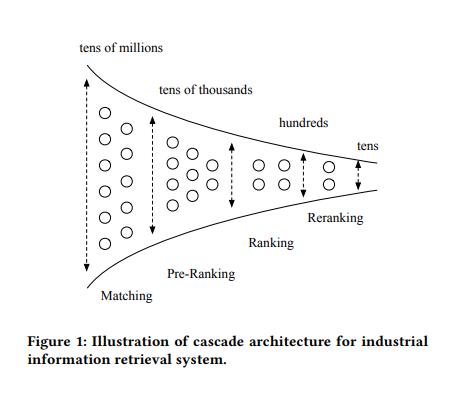 tens of millions
tens of thousands
hundreds
tens
Reranking
Ranking
Pre-Ranking
Matching
Figure 1: Illustration of cascade architecture for industrial
information retrieval system.